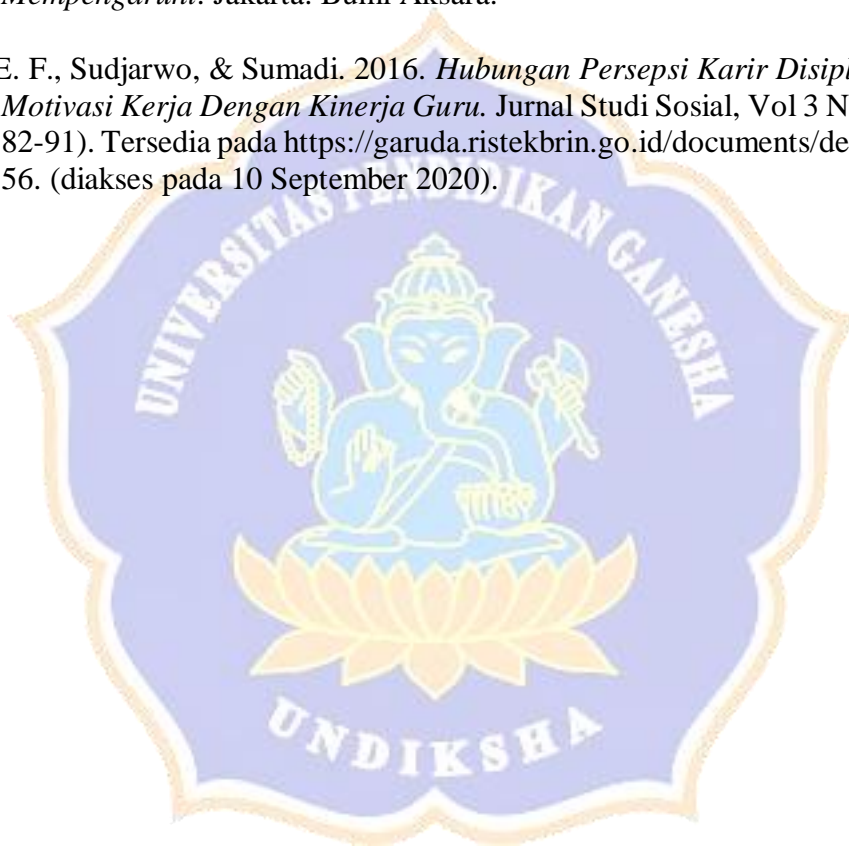 Mempengaruhi. Jakarta: Bumi Aksara.
E. F., Sudjarwo, & Sumadi. 2016. Hubungan Persepsi Karir Disipl
Motivasi Kerja Dengan Kinerja Guru. Jurnal Studi Sosial, Vol 3 N
82-91). Tersedia pada https://garuda.ristekbrin.go.id/documents/de
56. (diakses pada 10 September 2020).
UNIVERSITAS PENDIDIKAN GANESHA
UNDIKSHA